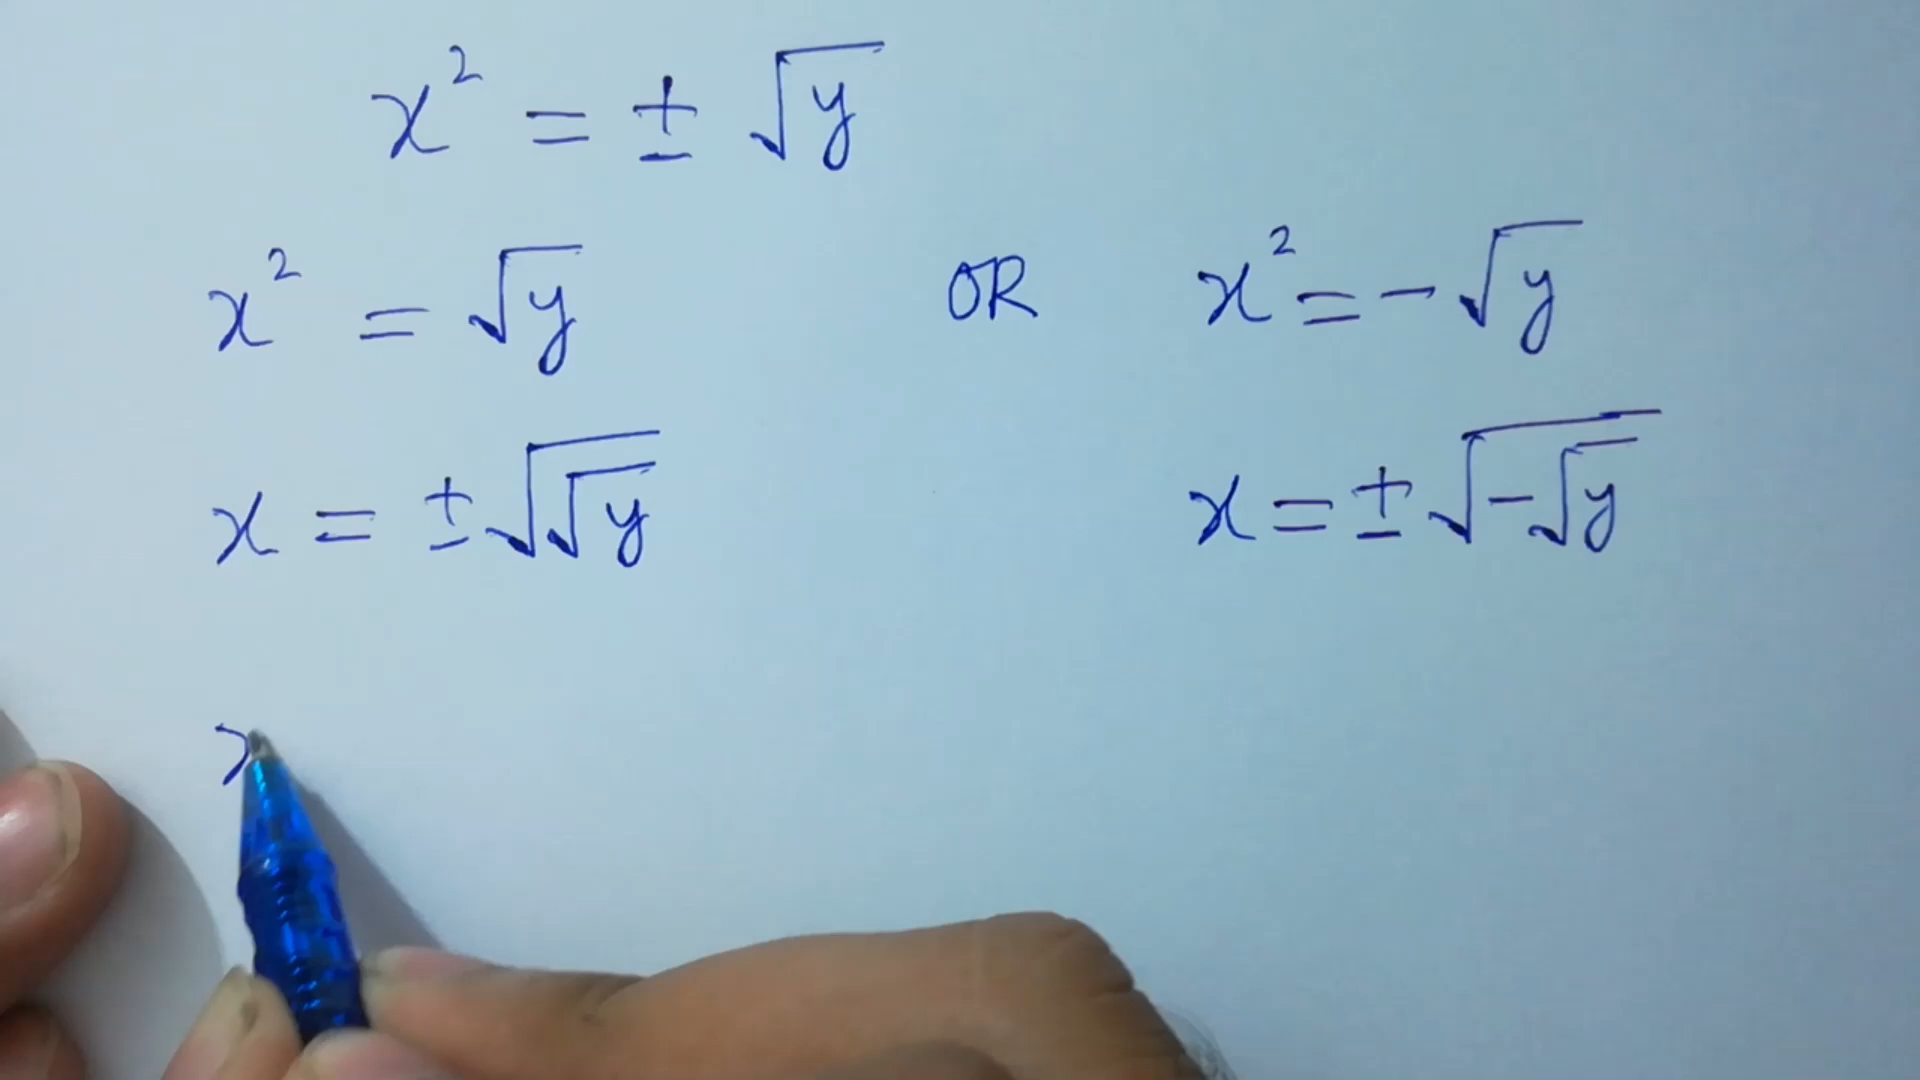 x² = ± √y
x² = √y OR x² = - √y
x = ± √√y x = ± √-√y
x